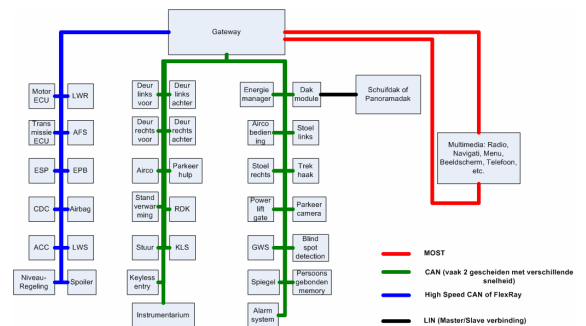 Gateway
Motor
ECU
LWR
Trans
missie
ECU
AFS
ESP
EPB
CDC
Airbag
ACC
LWS
Niveau-
Regeling
Spoiler
Deur
links
voor
Deur
links
achter
Deur
rechts
voor
Deur
rechts
achter
Airco
Parkeer
hulp
Stand
verwar
ming
RDK
Stuur
KLS
Keyless
entry
Instrumentarium
Energie
manager
Dak
module
Schuifdak of
Panoramadak
Airco
bedien
ing
Stoel
links
Stoel
rechts
Trek
haak
Power
lift
gate
Parkeer
camera
GWS
Blind
spot
detection
Spiegel
Persoons
gebonden
memory
Alarm
system
Multimedia: Radio,
Navigati, Menu,
Beeldscherm, Telefoon,
etc.
MOST
CAN (vaak 2 gescheiden met verschillende
snelheid)
High Speed CAN of FlexRay
LIN (Master/Slave verbinding)